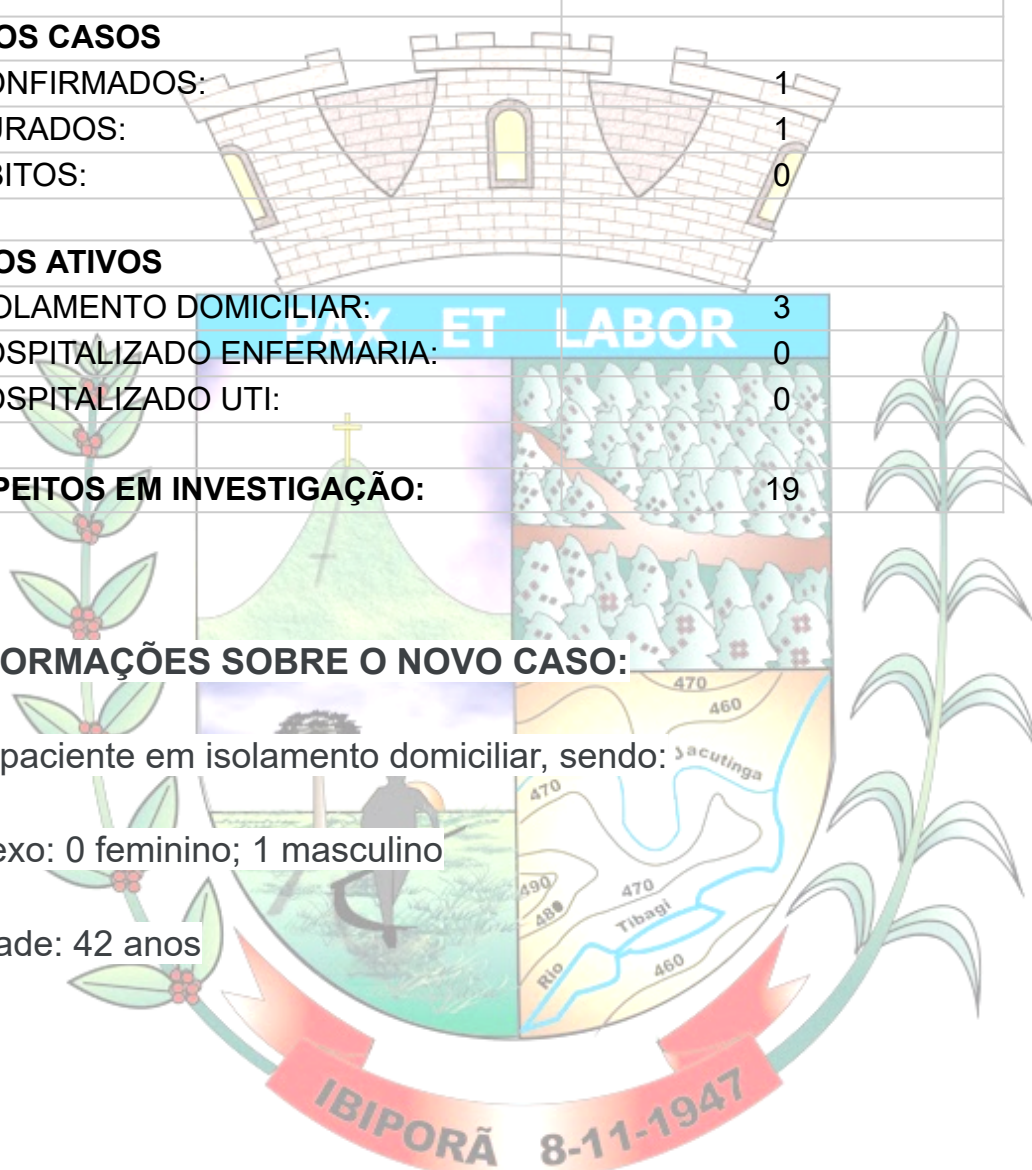 OS CASOS
ONFIRMADOS: 1
URADOS: 1
BITOS: 0
OS ATIVOS
OLAMENTO DOMICILIAR: 3
PAX ET LABOR
OSPITALIZADO ENFERMARIA: 0
OSPITALIZADO UTI: 0
PEITOS EM INVESTIGAÇÃO: 19
ORMAÇÕES SOBRE O NOVO CASO:
470
460
paciente em isolamento domiciliar, sendo:
Jacutinga
470
exo: 0 feminino; 1 masculino
490
480
470
Tibagi
ade: 42 anos
Rio
460
IBIPORÃ 8-11-1947